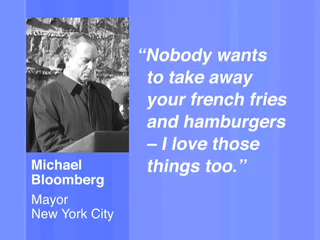 “Nobody wants
to take away
your french fries
and hamburgers
– I love those
things too.”
Michael
Bloomberg
Mayor
New York City